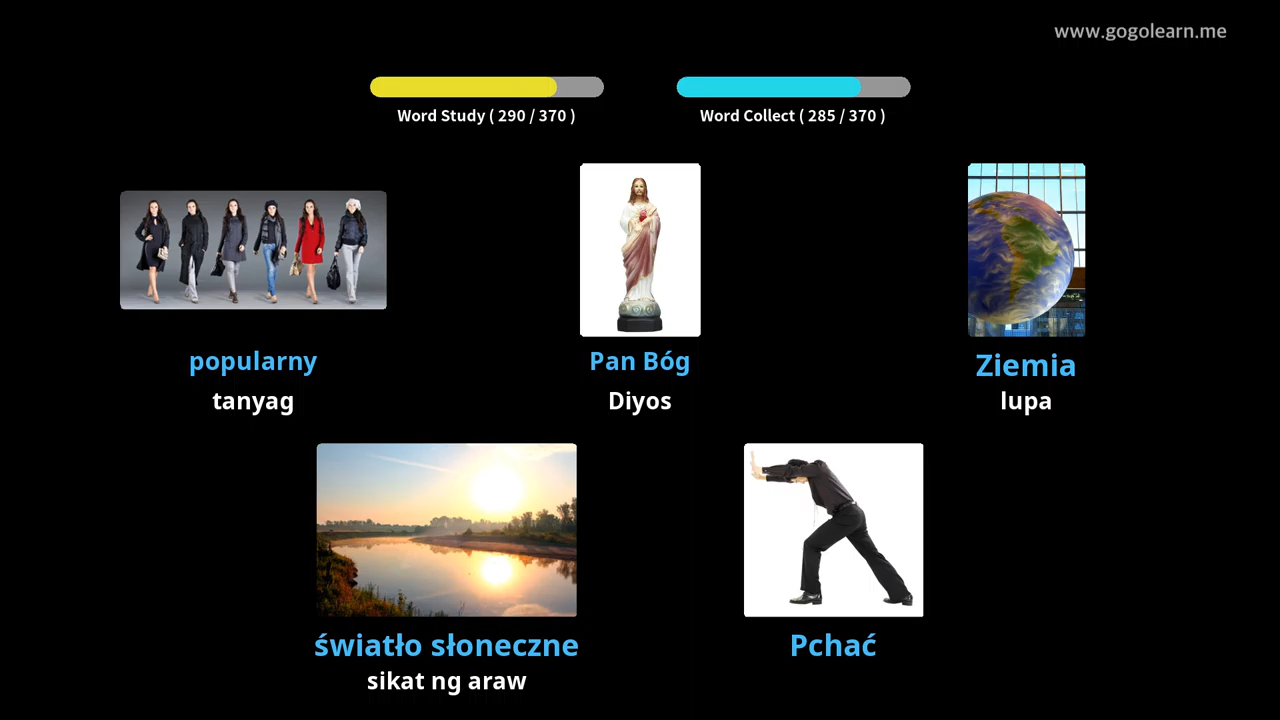 www.gogolearn.me
Word Study ( 290 / 370 )
Word Collect ( 285 / 370 )
popularny
tanyag
Pan Bóg
Diyos
Ziemia
lupa
światło słoneczne
sikat ng araw
Pchać